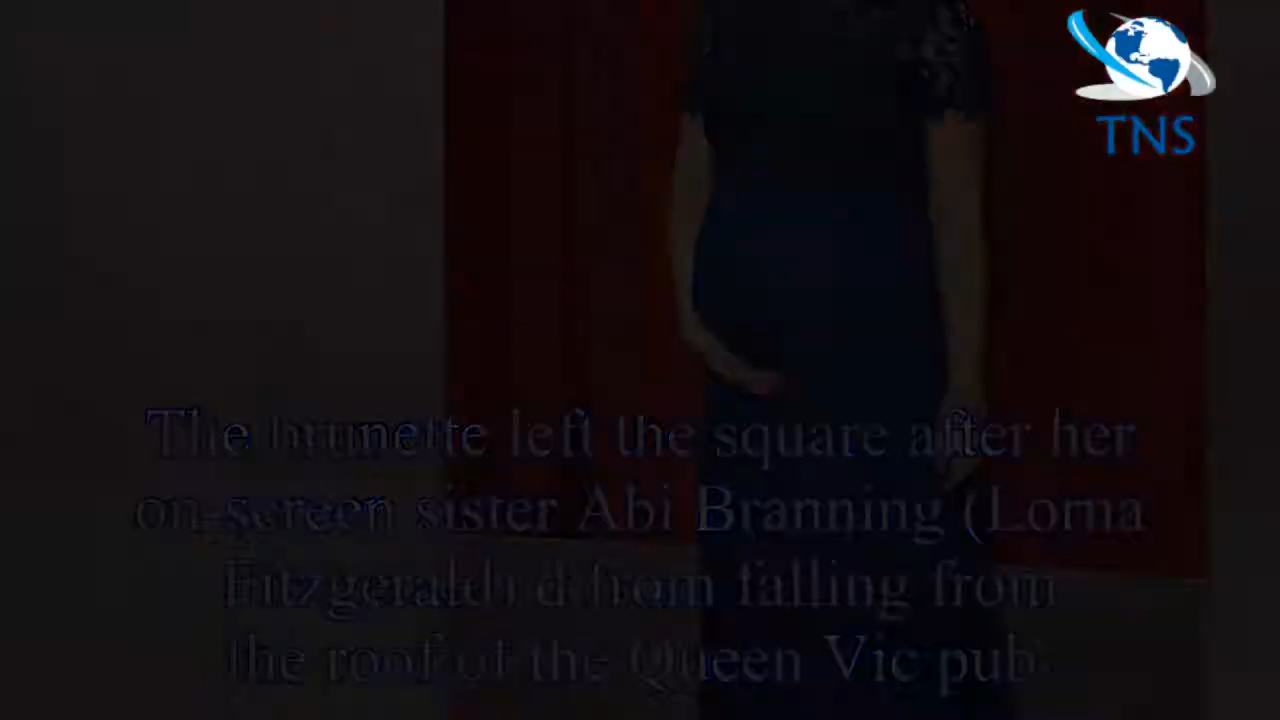 TNS
The brunette left the square after her
on-screen sister Abi Branning (Lorna
Fitzgerald) d from falling from
the roof of the Queen Vic pub